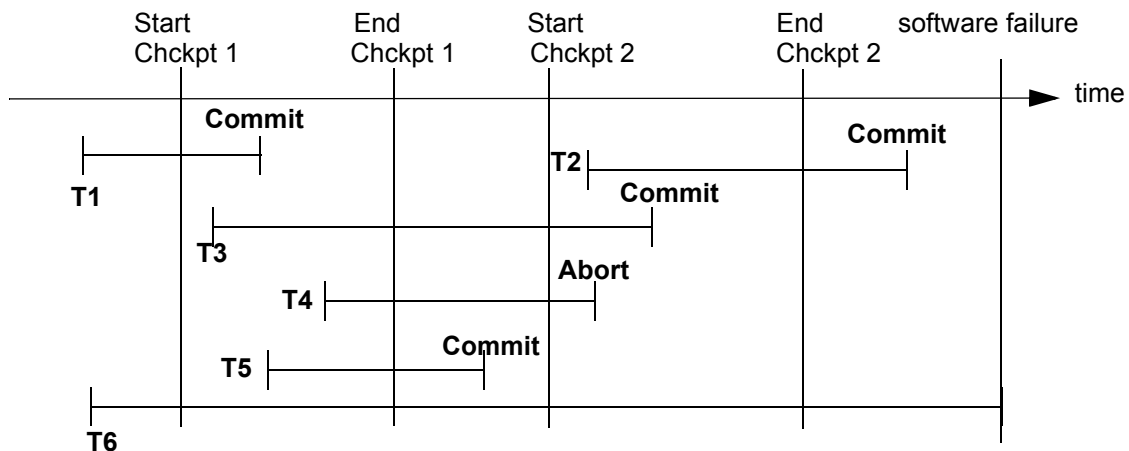 Start
Chckpt 1
End
Chckpt 1
Start
Chckpt 2
End
Chckpt 2
software failure
time
Commit
T1
Commit
T2
Commit
T3
Abort
T4
Commit
T5
T6